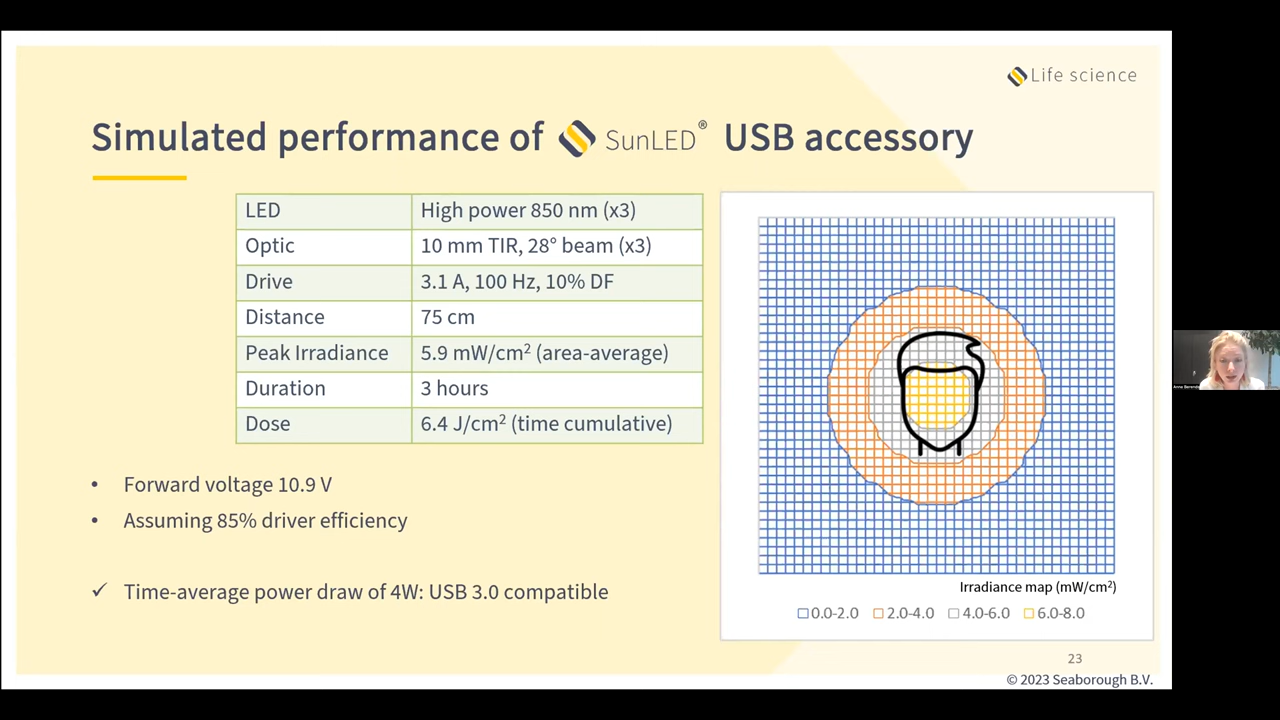 Life science
Simulated performance of SunLED® USB accessory
LED High power 850 nm (x3)
Optic 10 mm TIR, 28° beam (x3)
Drive 3.1 A, 100 Hz, 10% DF
Distance 75 cm
Peak Irradiance 5.9 mW/cm² (area-average)
Duration 3 hours
Dose 6.4 J/cm² (time cumulative)
• Forward voltage 10.9 V
• Assuming 85% driver efficiency
✓ Time-average power draw of 4W: USB 3.0 compatible
Irradiance map (mW/cm²)
0.0-2.0 2.0-4.0 4.0-6.0 6.0-8.0
23
© 2023 Seaborough B.V.